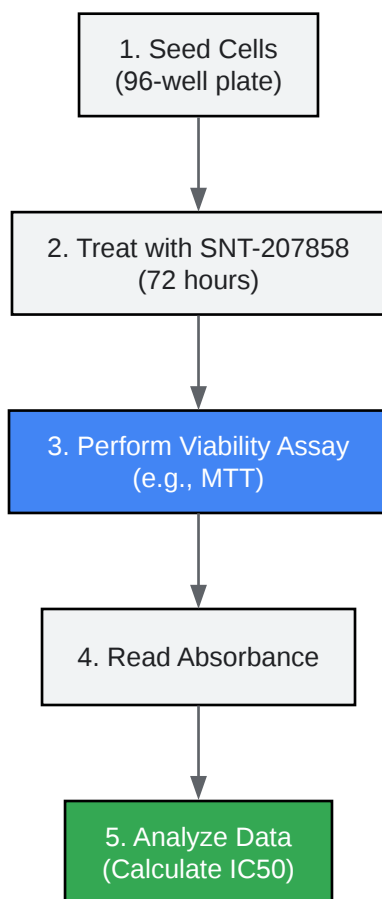 1. Seed Cells
(96-well plate)
2. Treat with SNT-207858
(72 hours)
3. Perform Viability Assay
(e.g., MTT)
4. Read Absorbance
5. Analyze Data
(Calculate IC50)